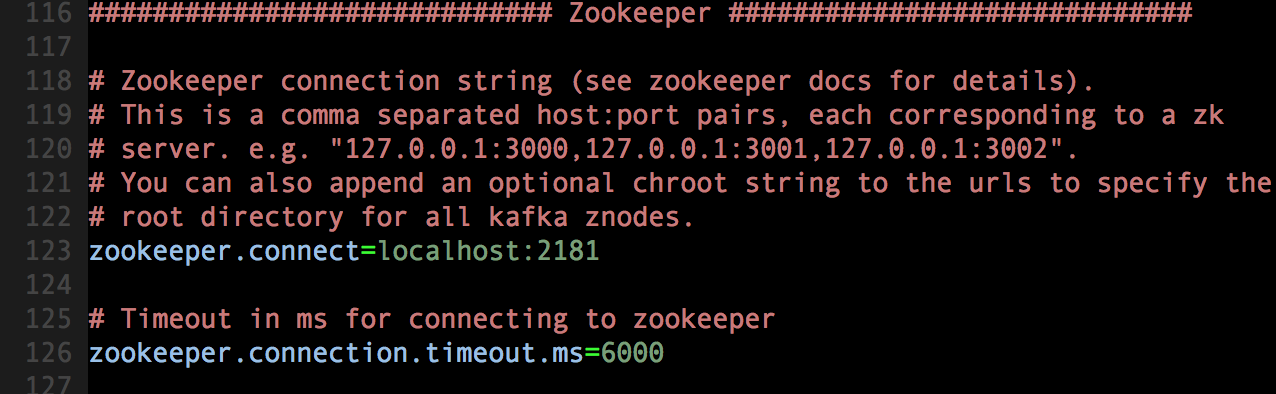 116 ############################# Zookeeper #############################
117
118 # Zookeeper connection string (see zookeeper docs for details).
119 # This is a comma separated host:port pairs, each corresponding to a zk
120 # server. e.g. "127.0.0.1:3000,127.0.0.1:3001,127.0.0.1:3002".
121 # You can also append an optional chroot string to the urls to specify the
122 # root directory for all kafka znodes.
123 zookeeper.connect=localhost:2181
124
125 # Timeout in ms for connecting to zookeeper
126 zookeeper.connection.timeout.ms=6000
127